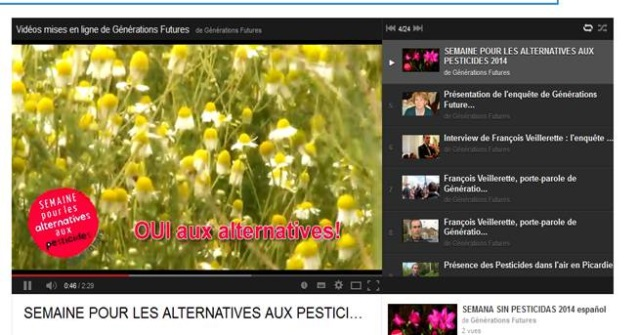 Vidéos mises en ligne de Générations Futures de Générations Futures
4/24
SEMAINE
pour les
alternatives
aux
pesticides
OUI aux alternatives!
0:46 / 2:29
SEMAINE POUR LES ALTERNATIVES AUX PESTICI...
SEMAINE POUR LES ALTERNATIVES AUX
PESTICIDES 2014
de Générations Futures
5
Présentation de l'enquête de Générations
Future...
de Générations Futures
6
Interview de François Veillerette : l'enquête ...
de Générations Futures
7
François Veillerette, porte-parole de
Génératio...
de Générations Futures
8
François Veillerette, porte-parole de
Génératio...
de Générations Futures
Présence des Pesticides dans l'air en Picardie
SEMANA SIN PESTICIDAS 2014 español
de Générations Futures
2 vues